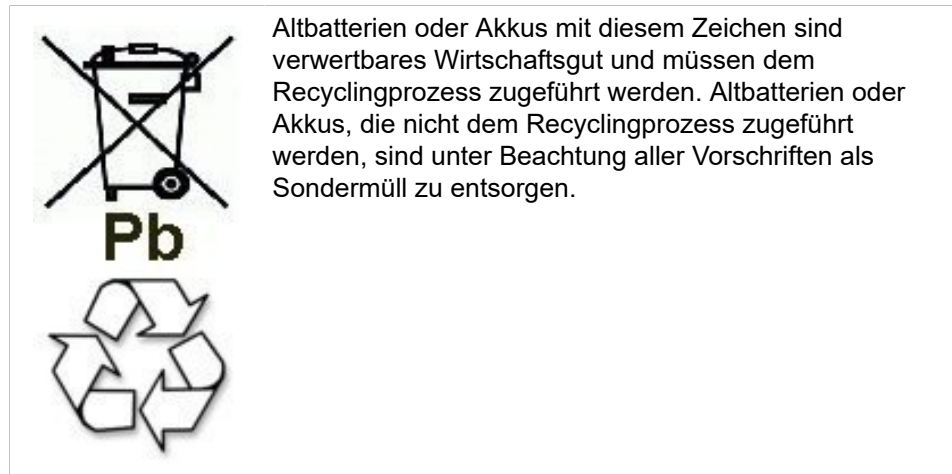 Altbatterien oder Akkus mit diesem Zeichen sind
verwertbares Wirtschaftsgut und müssen dem
Recyclingprozess zugeführt werden. Altbatterien oder
Akkus, die nicht dem Recyclingprozess zugeführt
werden, sind unter Beachtung aller Vorschriften als
Sondermüll zu entsorgen.
Pb